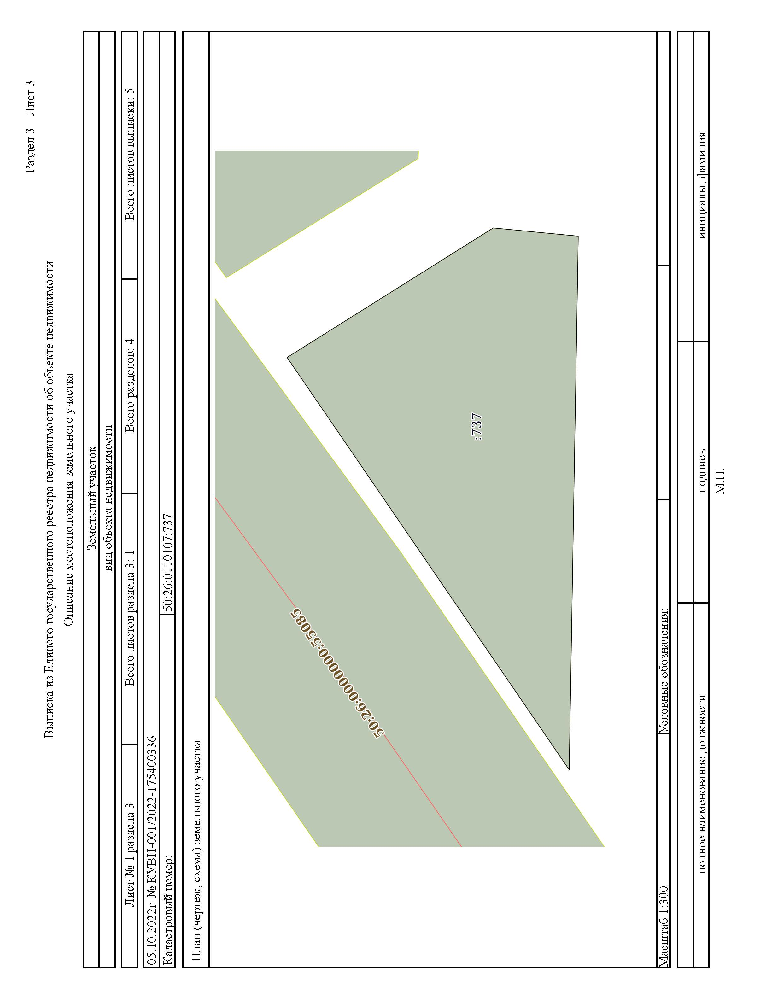 Раздел 3 Лист 3
Выписка из Единого государственного реестра недвижимости об объекте недвижимости
Описание местоположения земельного участка
Земельный участок
вид объекта недвижимости
Лист № 1 раздела 3 Всего листов раздела 3: 1 Всего разделов: 4 Всего листов выписки: 5
05.10.2022г. № КУВИ-001/2022-175400336
Кадастровый номер: 50:26:0110107:737
План (чертеж, схема) земельного участка
50:26:0000000:55085
:737
Масштаб 1:300 Условные обозначения:
полное наименование должности подпись инициалы, фамилия
М.П.